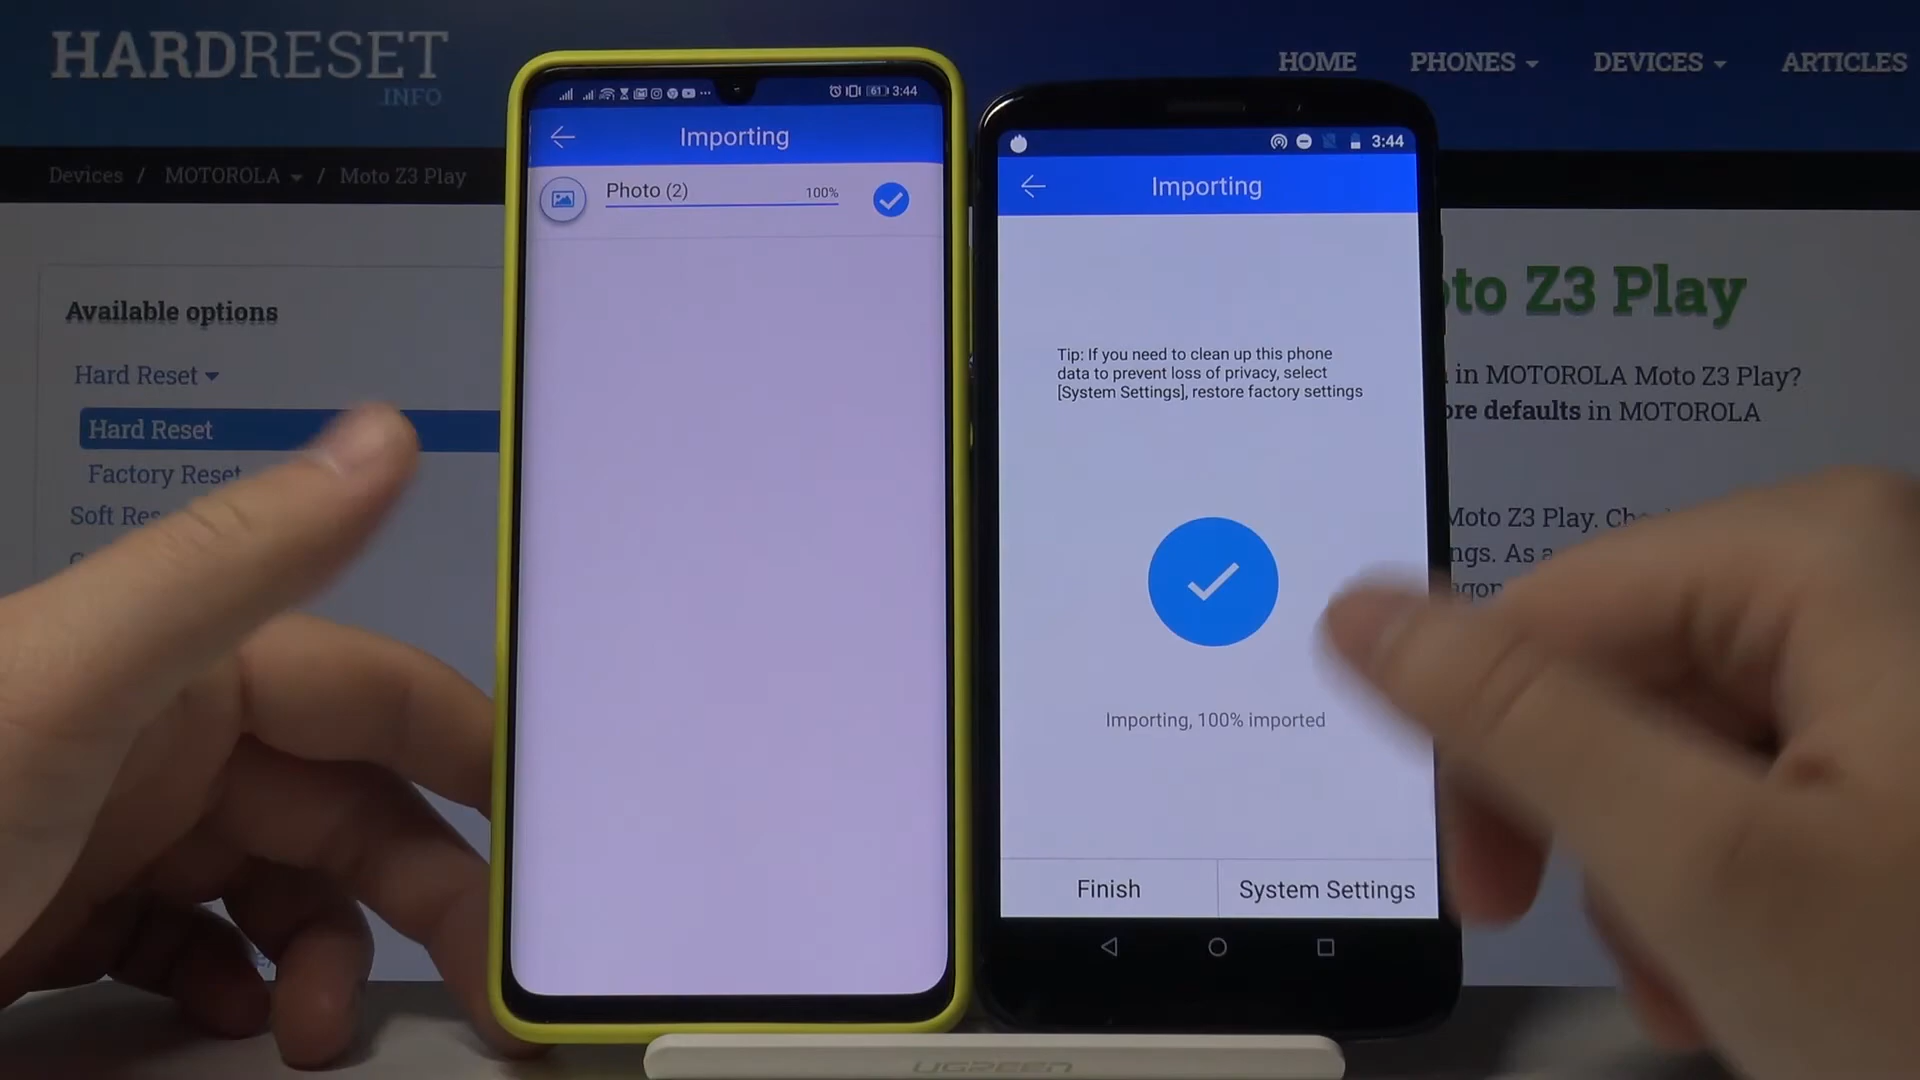 HARDRESET
.INFO
HOME PHONES DEVICES ARTICLES
Devices / MOTOROLA / Moto Z3 Play
Available options
Hard Reset
Hard Reset
Factory Reset
Soft
61 3:44
Importing
Photo (2) 100%
3:44
Importing
Tip: If you need to clean up this phone
data to prevent loss of privacy, select
[System Settings], restore factory settings
Importing, 100% imported
Finish System Settings
Z3 Play
in MOTOROLA Moto Z3 Play?
defaults in MOTOROLA
Moto Z3 Play.
As a
UGREEN